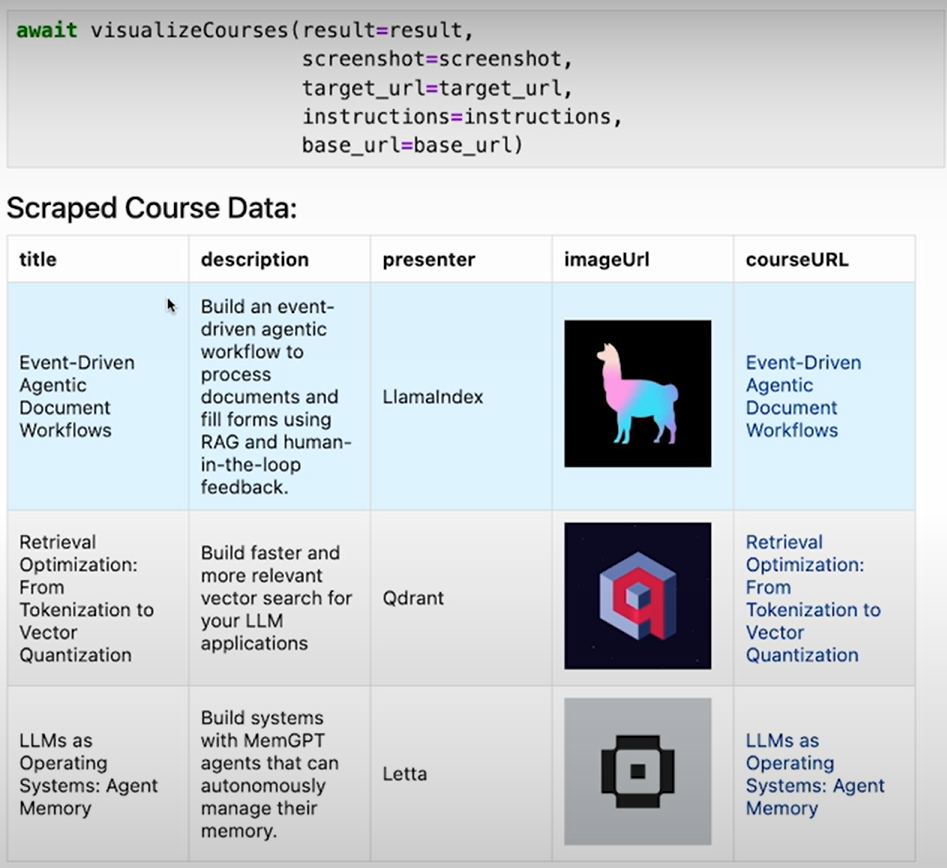 await visualizeCourses(result=result,
screenshot=screenshot,
target_url=target_url,
instructions=instructions,
base_url=base_url)
Scraped Course Data:
title
description
presenter
imageUrl
courseURL
Event-Driven
Agentic
Document
Workflows
Build an event-
driven agentic
workflow to
process
documents and
fill forms using
RAG and human-
in-the-loop
feedback.
LlamaIndex
Event-Driven
Agentic
Document
Workflows
Retrieval
Optimization:
From
Tokenization to
Vector
Quantization
Build faster and
more relevant
vector search for
your LLM
applications
Qdrant
Retrieval
Optimization:
From
Tokenization to
Vector
Quantization
LLMs as
Operating
Systems: Agent
Memory
Build systems
with MemGPT
agents that can
autonomously
manage their
memory.
Letta
LLMs as
Operating
Systems: Agent
Memory